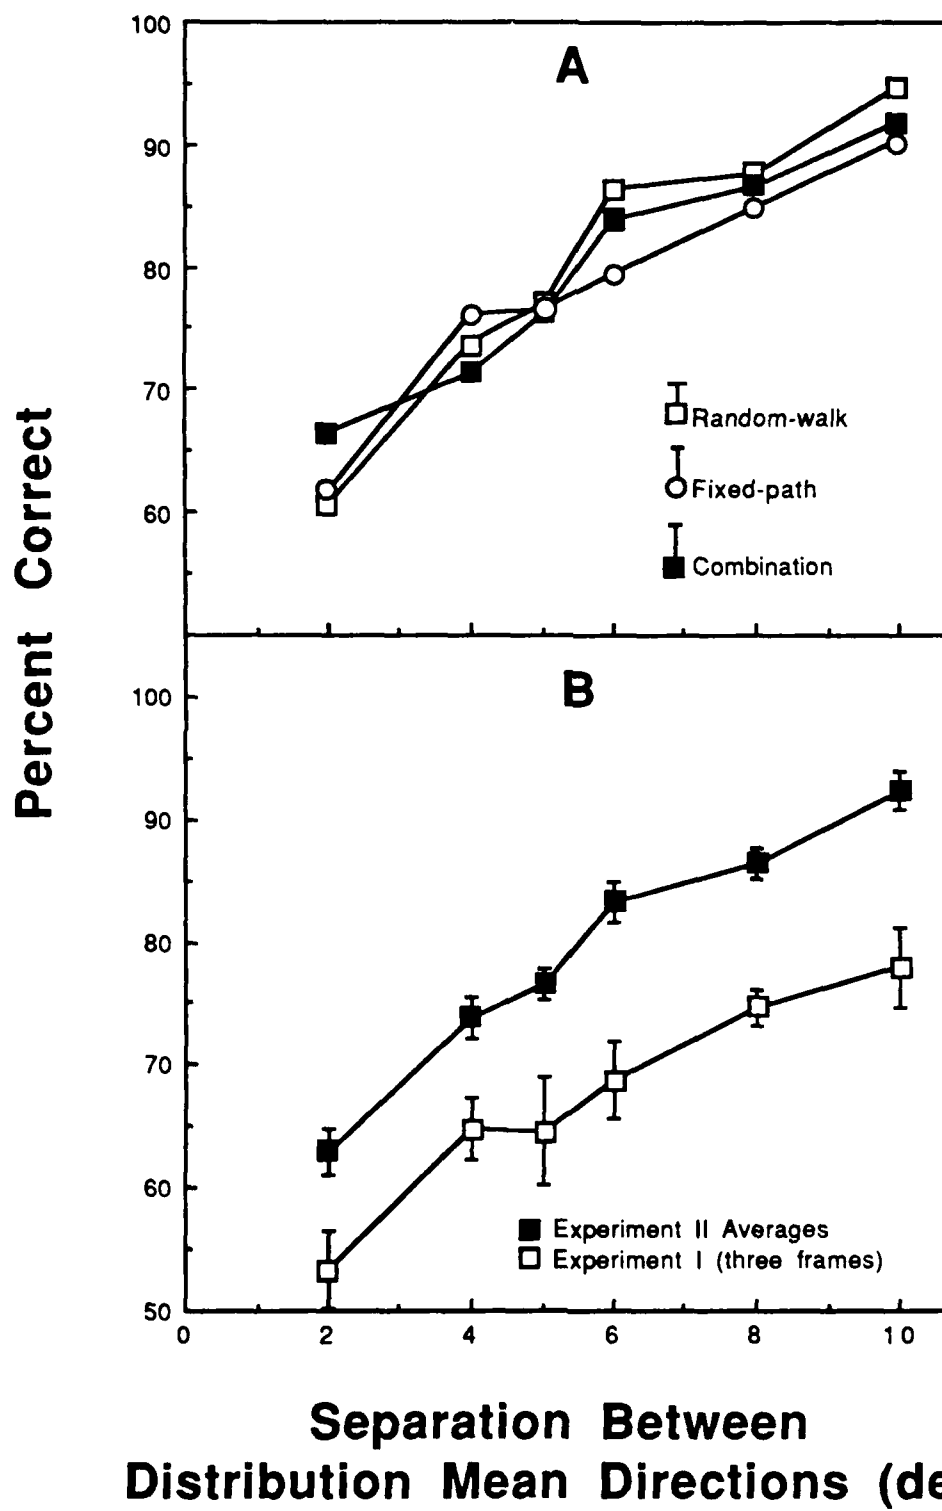 100
A
90
80
70
60
Random-walk
Fixed-path
Combination
Percent Correct
B
100
90
80
70
60
50
Experiment II Averages
Experiment I (three frames)
0 2 4 6 8 10
Separation Between
Distribution Mean Directions (de